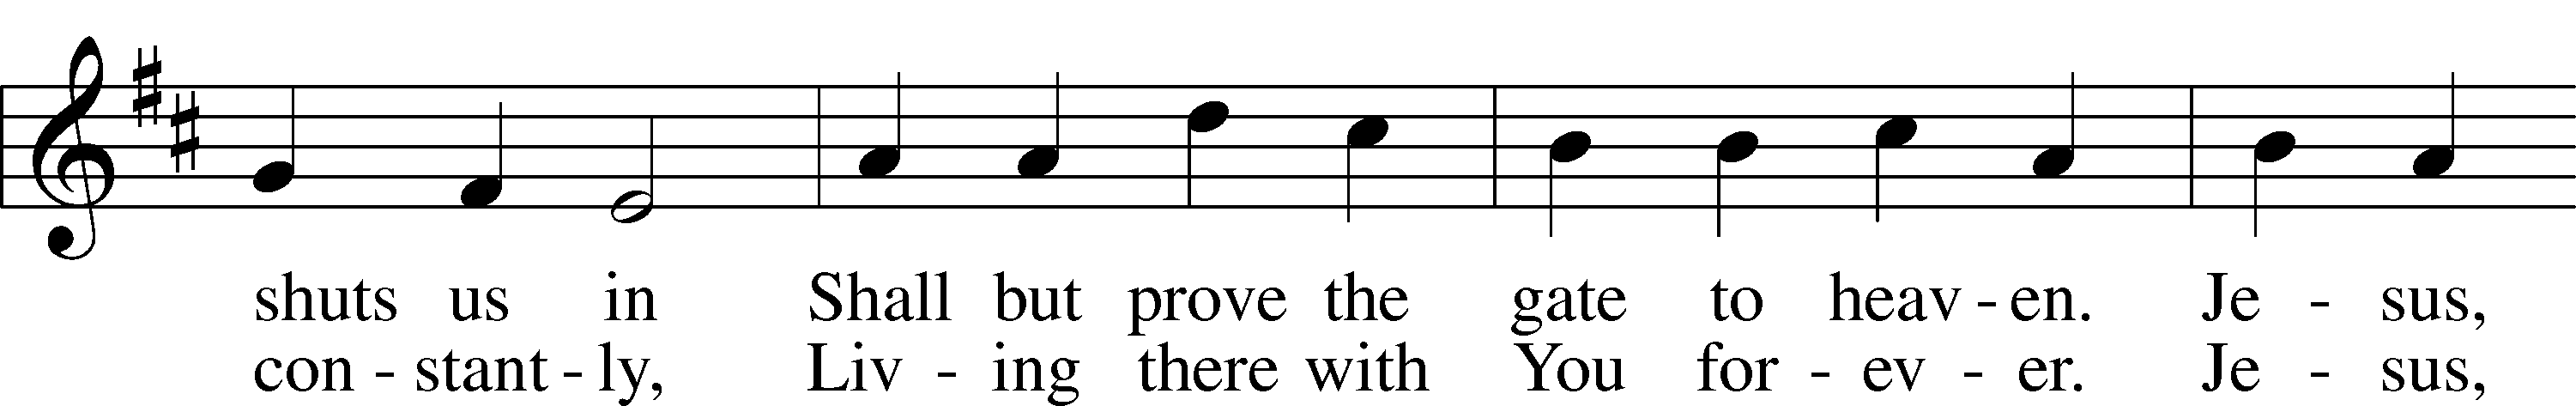 shuts us in Shall but prove the gate to heav - en. Je - sus,
con - stant - ly, Liv - ing there with You for - ev - er. Je - sus,